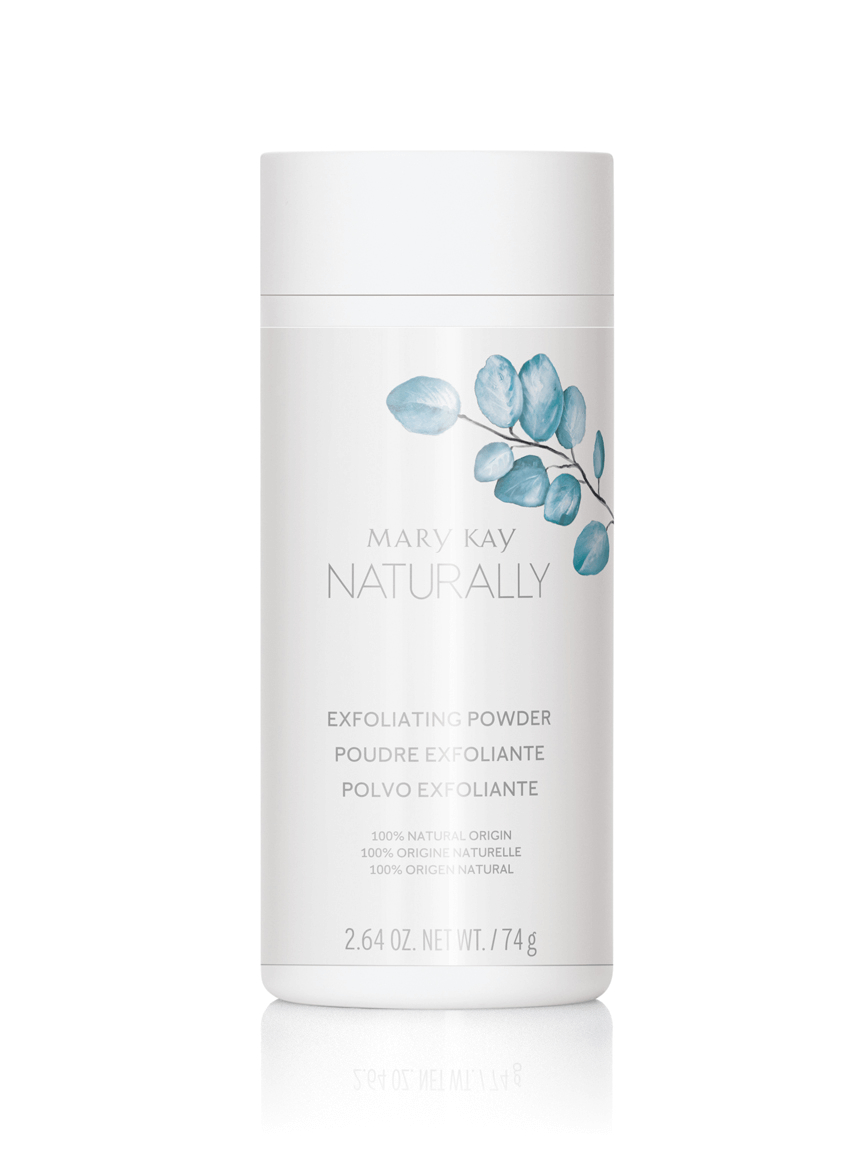 MARY KAY
NATURALLY
EXFOLIATING POWDER
POUDRE EXFOLIANTE
POLVO EXFOLIANTE
100% NATURAL ORIGIN
100% ORIGINE NATURELLE
100% ORIGEN NATURAL
2.64 OZ. NET WT. / 74 g